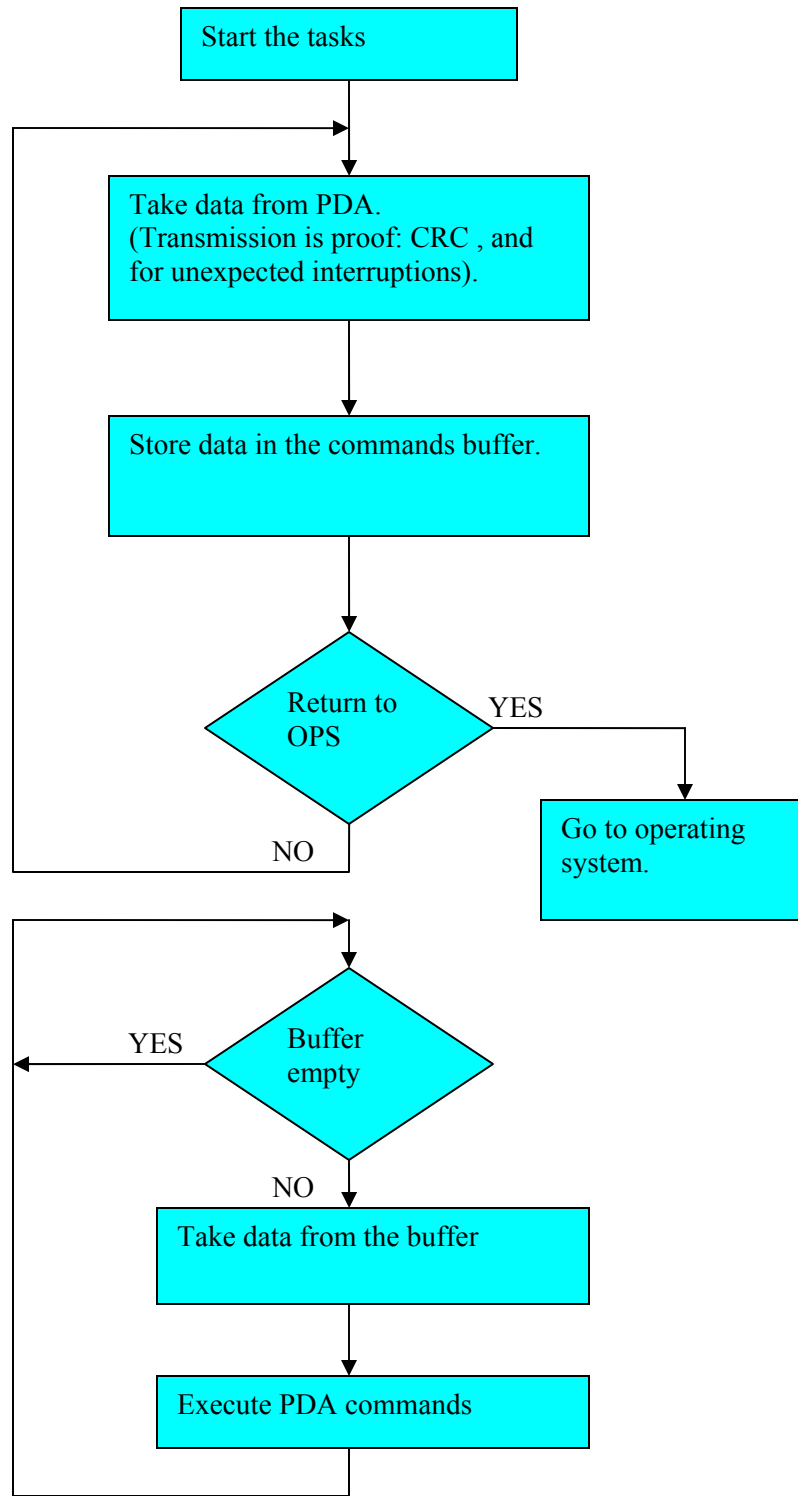 Start the tasks
Take data from PDA.
(Transmission is proof: CRC , and
for unexpected interruptions).
Store data in the commands buffer.
Return to
OPS
YES
NO
Go to operating
system.
YES
Buffer
empty
NO
Take data from the buffer
Execute PDA commands